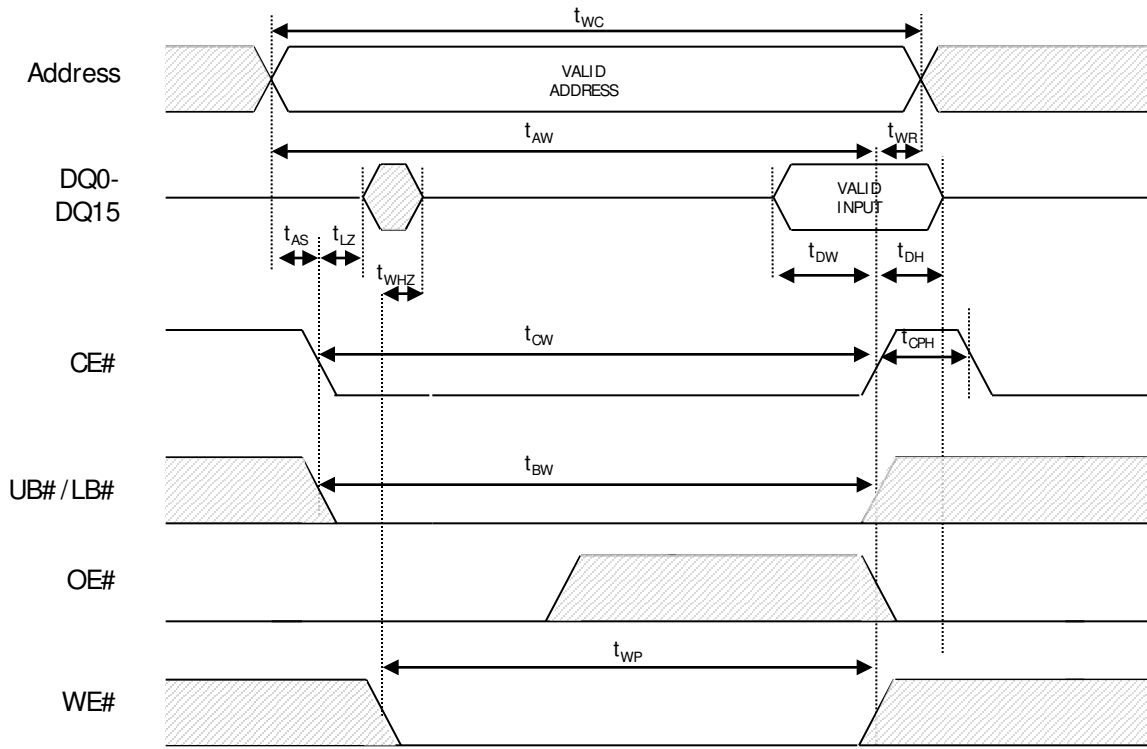 tWC
Address
VALID
ADDRESS
tAW
tWR
DQ0-
DQ15
VALID
INPUT
tAS
tLZ
tDW
tDH
tWHZ
CE#
tCW
tCPH
UB# / LB#
tBW
OE#
tWP
WE#